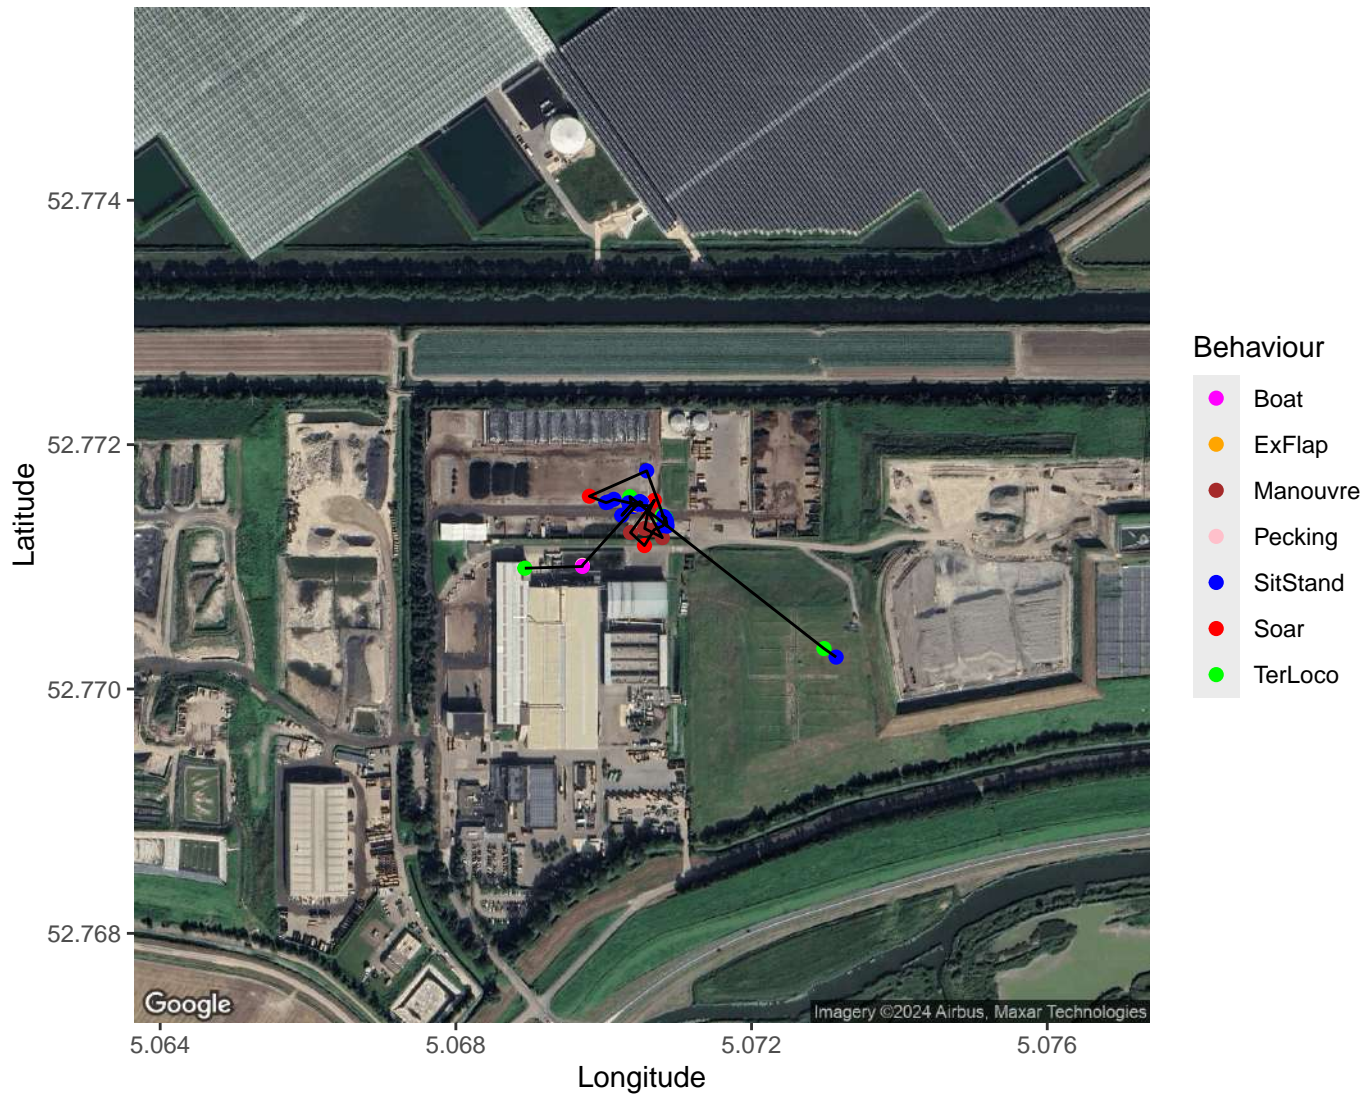 52.774
52.772
52.770
52.768
Latitude
5.064
5.068
5.072
5.076
Longitude
Google
Imagery ©2024 Airbus, Maxar Technologies
Behaviour
Boat
ExFlap
Manouvre
Pecking
SitStand
Soar
TerLoco